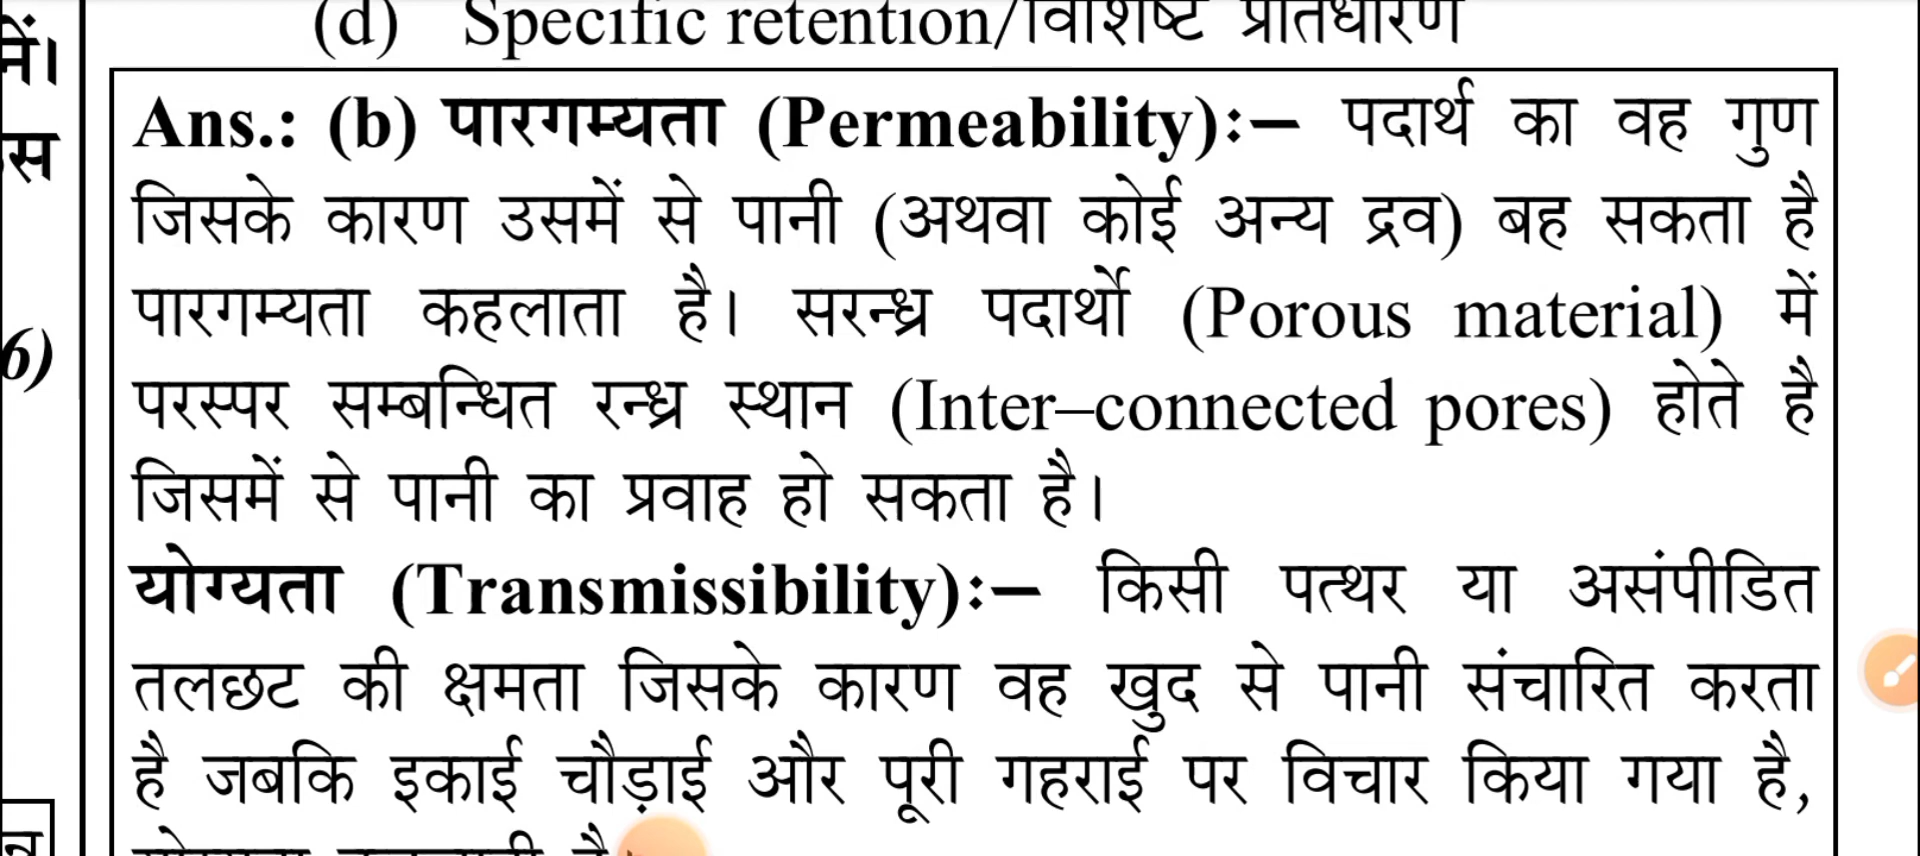 में।
स
6)
(d) Specific retention/विशिष्ट प्रतिधारण
Ans.: (b) पारगम्यता (Permeability):– पदार्थ का वह गुण
जिसके कारण उसमें से पानी (अथवा कोई अन्य द्रव) बह सकता है
पारगम्यता कहलाता है। सरन्ध्र पदार्थो (Porous material) में
परस्पर सम्बन्धित रन्ध्र स्थान (Inter–connected pores) होते है
जिसमें से पानी का प्रवाह हो सकता है।
योग्यता (Transmissibility):– किसी पत्थर या असंपीडित
तलछट की क्षमता जिसके कारण वह खुद से पानी संचारित करता
है जबकि इकाई चौड़ाई और पूरी गहराई पर विचार किया गया है,